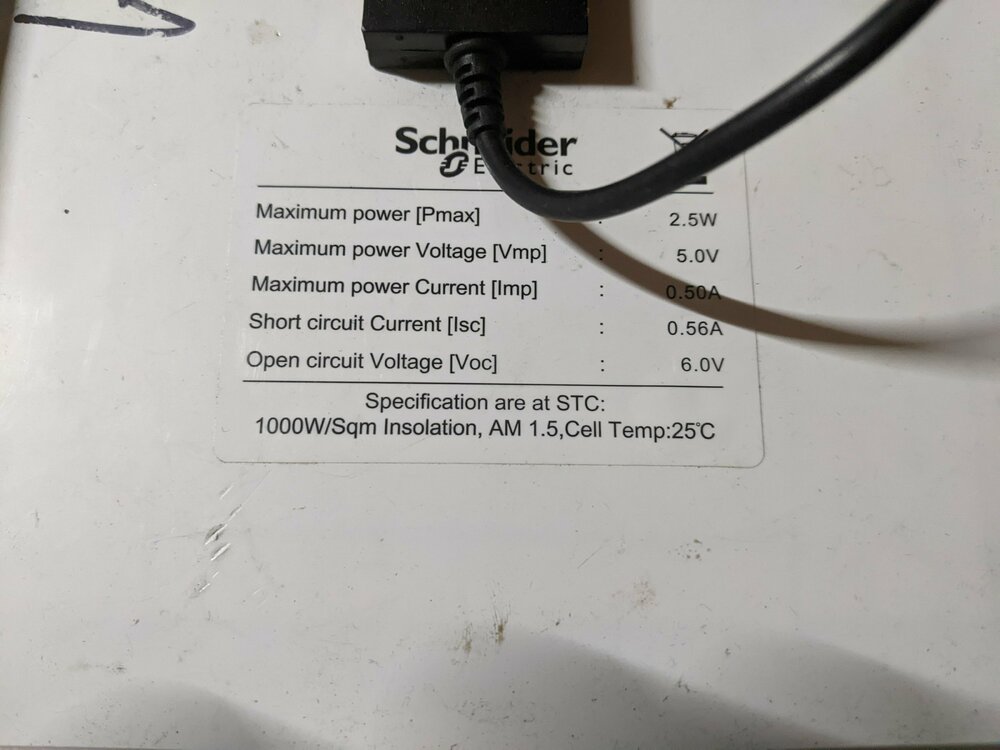 Maximum power [Pmax] : 2.5W
Maximum power Voltage [Vmp] : 5.0V
Maximum power Current [Imp] : 0.50A
Short circuit Current [Isc] : 0.56A
Open circuit Voltage [Voc] : 6.0V
Specification are at STC:
1000W/Sqm Insolation, AM 1.5,Cell Temp:25℃